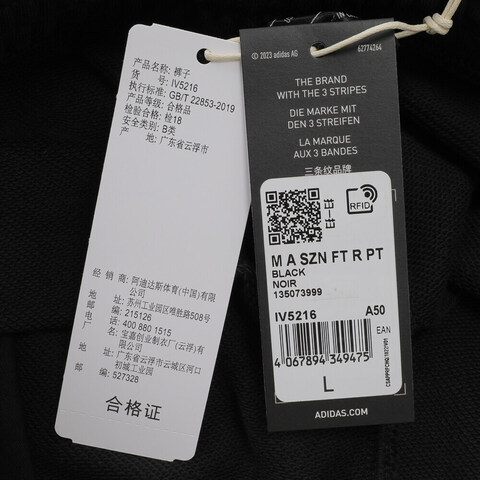 产品名称: 裤子
货 号: IV5216
执行标准: GB/T 22853-2019
产品等级: 合格品
检验合格: 检18
安全类别: B类
产 地: 广东省云浮市
经 销 商: 阿迪达斯体育(中国)有限公司
地 址: 苏州工业园区唯胜路508号
邮 编: 215126
电 话: 400 880 1515
厂 名: 宝嘉创业制衣厂(云浮)有限公司
地 址: 广东省云浮市云城区河口初城工业园
邮 编: 527328
合格证
© 2023 adidas AG
62774264
THE BRAND
WITH THE 3 STRIPES
DIE MARKE MIT
DEN 3 STREIFEN
LA MARQUE
AUX 3 BANDES
三条纹品牌
RFID
M A SZN FT R PT
BLACK
NOIR
135073999
IV5216 A50
EAN
4 067894 349475
L
ADIDAS.COM